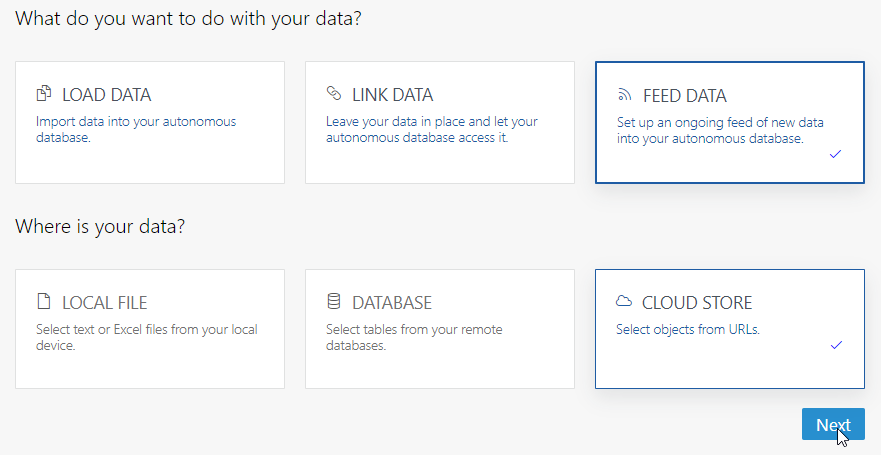 What do you want to do with your data?
LOAD DATA
Import data into your autonomous
database.
LINK DATA
Leave your data in place and let your
autonomous database access it.
FEED DATA
Set up an ongoing feed of new data
into your autonomous database.
Where is your data?
LOCAL FILE
Select text or Excel files from your local
device.
DATABASE
Select tables from your remote
databases.
CLOUD STORE
Select objects from URLs.
Next